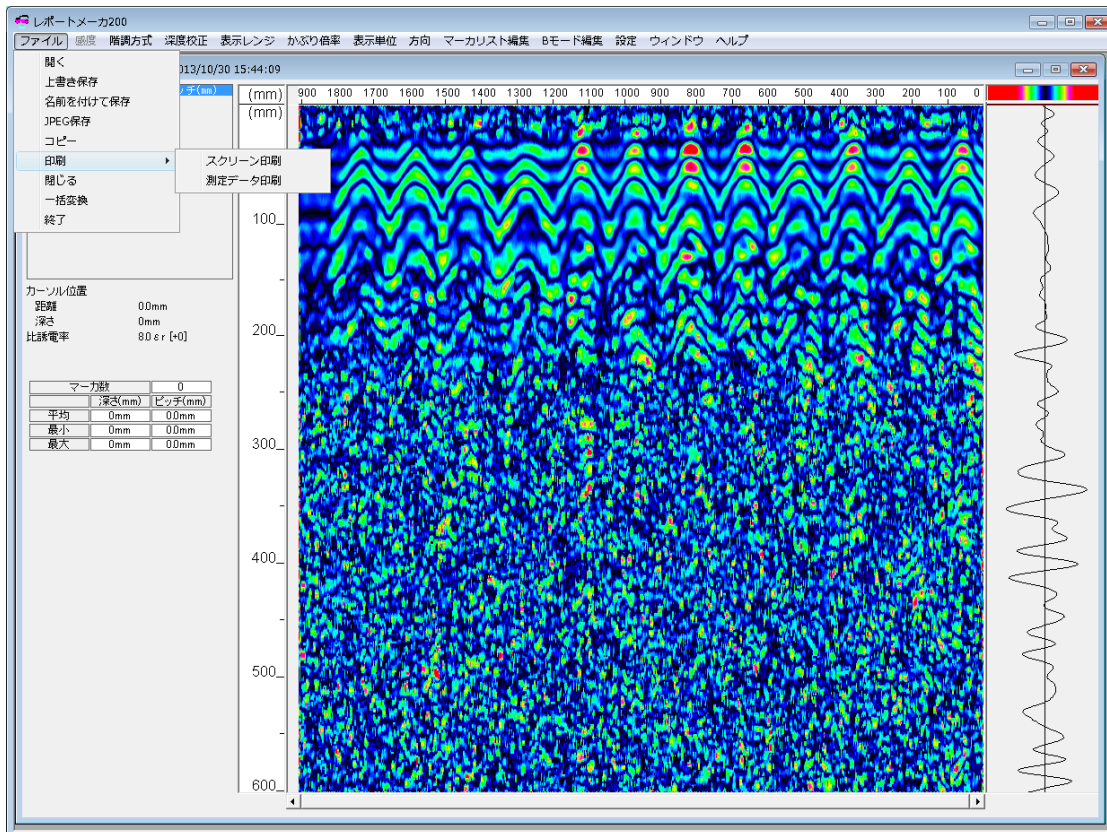 レポートメーカ200
ファイル 感度 階調方式 深度校正 表示レンジ かぶり倍率 表示単位 方向 マーカリスト編集 Bモード編集 設定 ウィンドウ ヘルプ
開く
上書き保存
名前を付けて保存
JPEG保存
コピー
印刷
閉じる
一括変換
終了
スクリーン印刷
測定データ印刷
013/10/30 15:44:09
ッチ(mm)
(mm) 900 1800 1700 1600 1500 1400 1300 1200 1100 1000 900 800 700 600 500 400 300 200 100 0
(mm)
100
200
300
400
500
600
カーソル位置
距離 0.0mm
深さ 0mm
比誘電率 8.0 εr [+0]
マーカ数 0
深さ(mm) ピッチ(mm)
平均 0mm 0.0mm
最小 0mm 0.0mm
最大 0mm 0.0mm